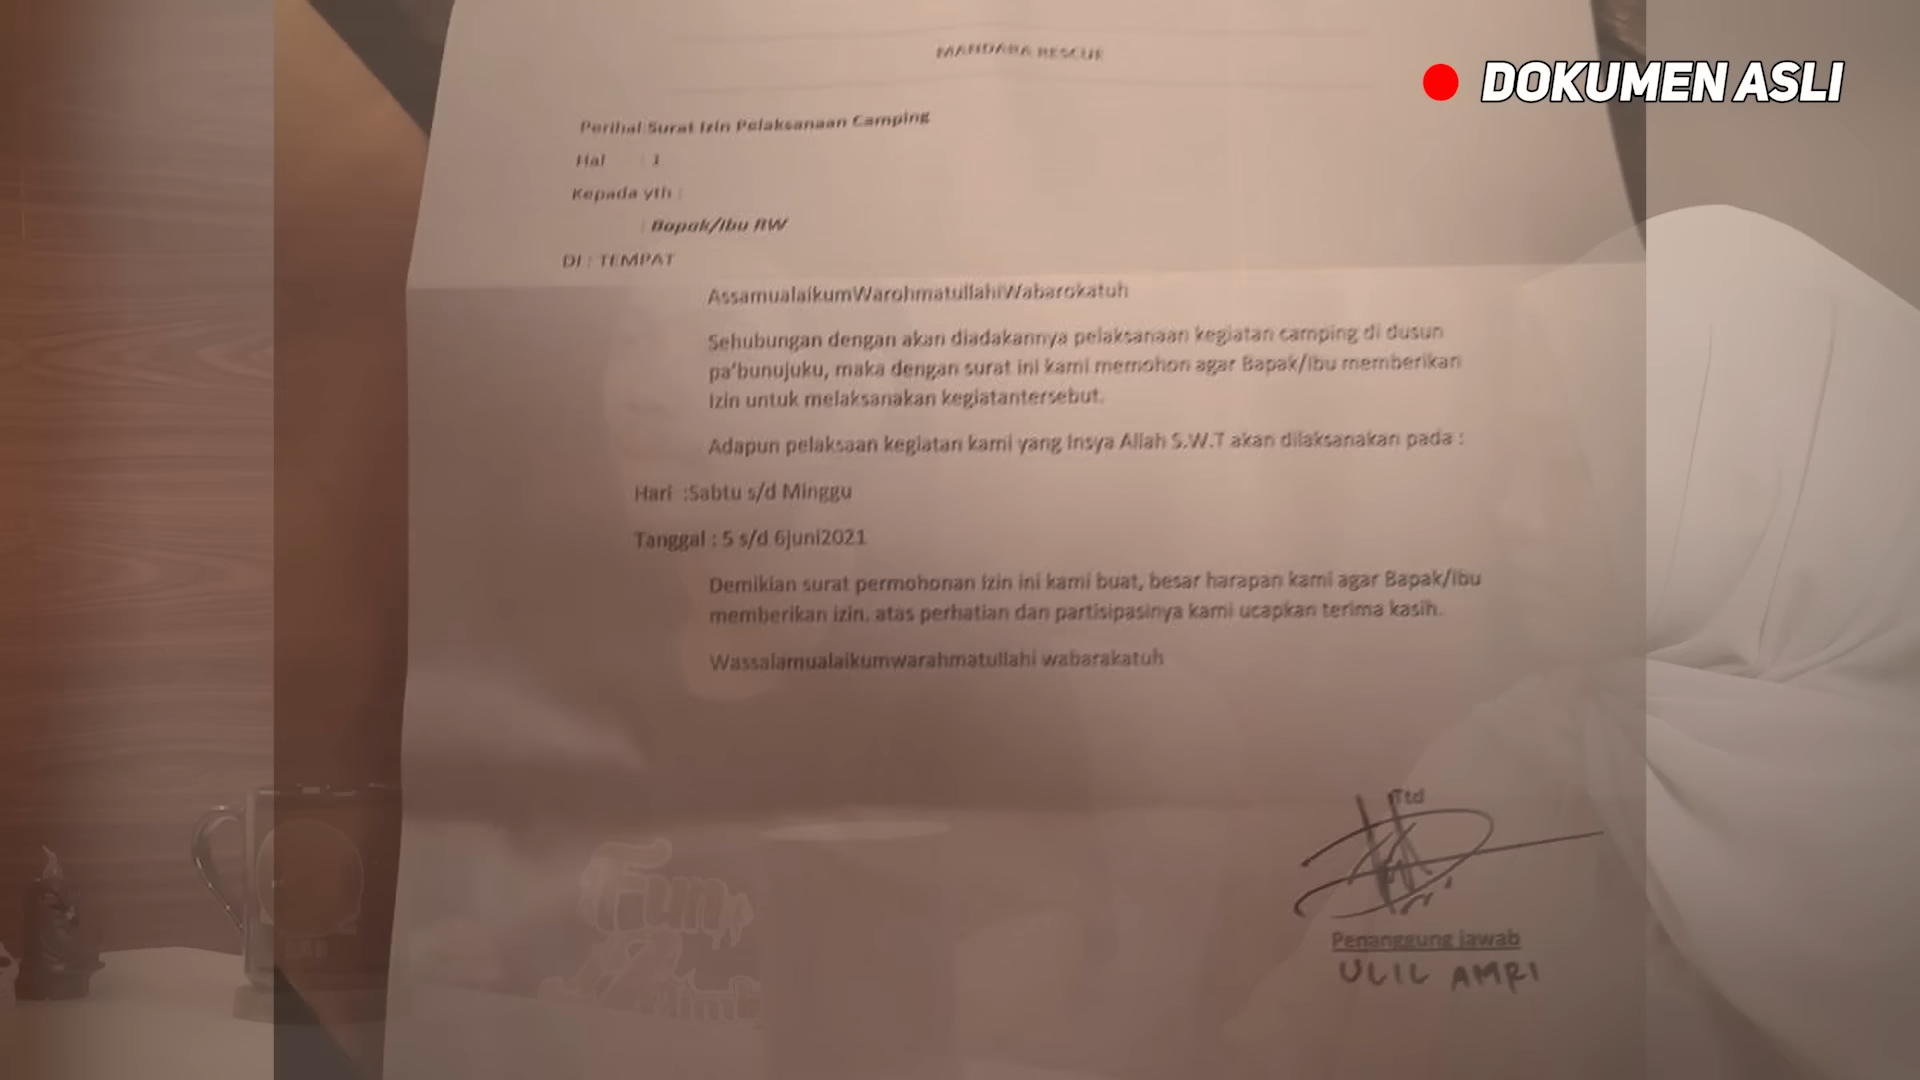 MANDARA RESCUE
DOKUMEN ASLI
Perihal:Surat Izin Pelaksanaan Camping
Hal : 1
Kepada yth :
: Bapak/Ibu RW
DI : TEMPAT
AssamualaikumWarohmatullahiWabarokatuh
Sehubungan dengan akan diadakannya pelaksanaan kegiatan camping di dusun
pa'bunujuku, maka dengan surat ini kami memohon agar Bapak/Ibu memberikan
Izin untuk melaksanakan kegiatantersebut.
Adapun pelaksaan kegiatan kami yang Insya Allah S.W.T akan dilaksanakan pada :
Hari :Sabtu s/d Minggu
Tanggal : 5 s/d 6juni2021
Demikian surat permohonan izin ini kami buat, besar harapan kami agar Bapak/Ibu
memberikan izin. atas perhatian dan partisipasinya kami ucapkan terima kasih.
Wassalamualaikumwarahmatullahi wabarakatuh
Ttd
Penanggung jawab
ULIL AMRI
Fun